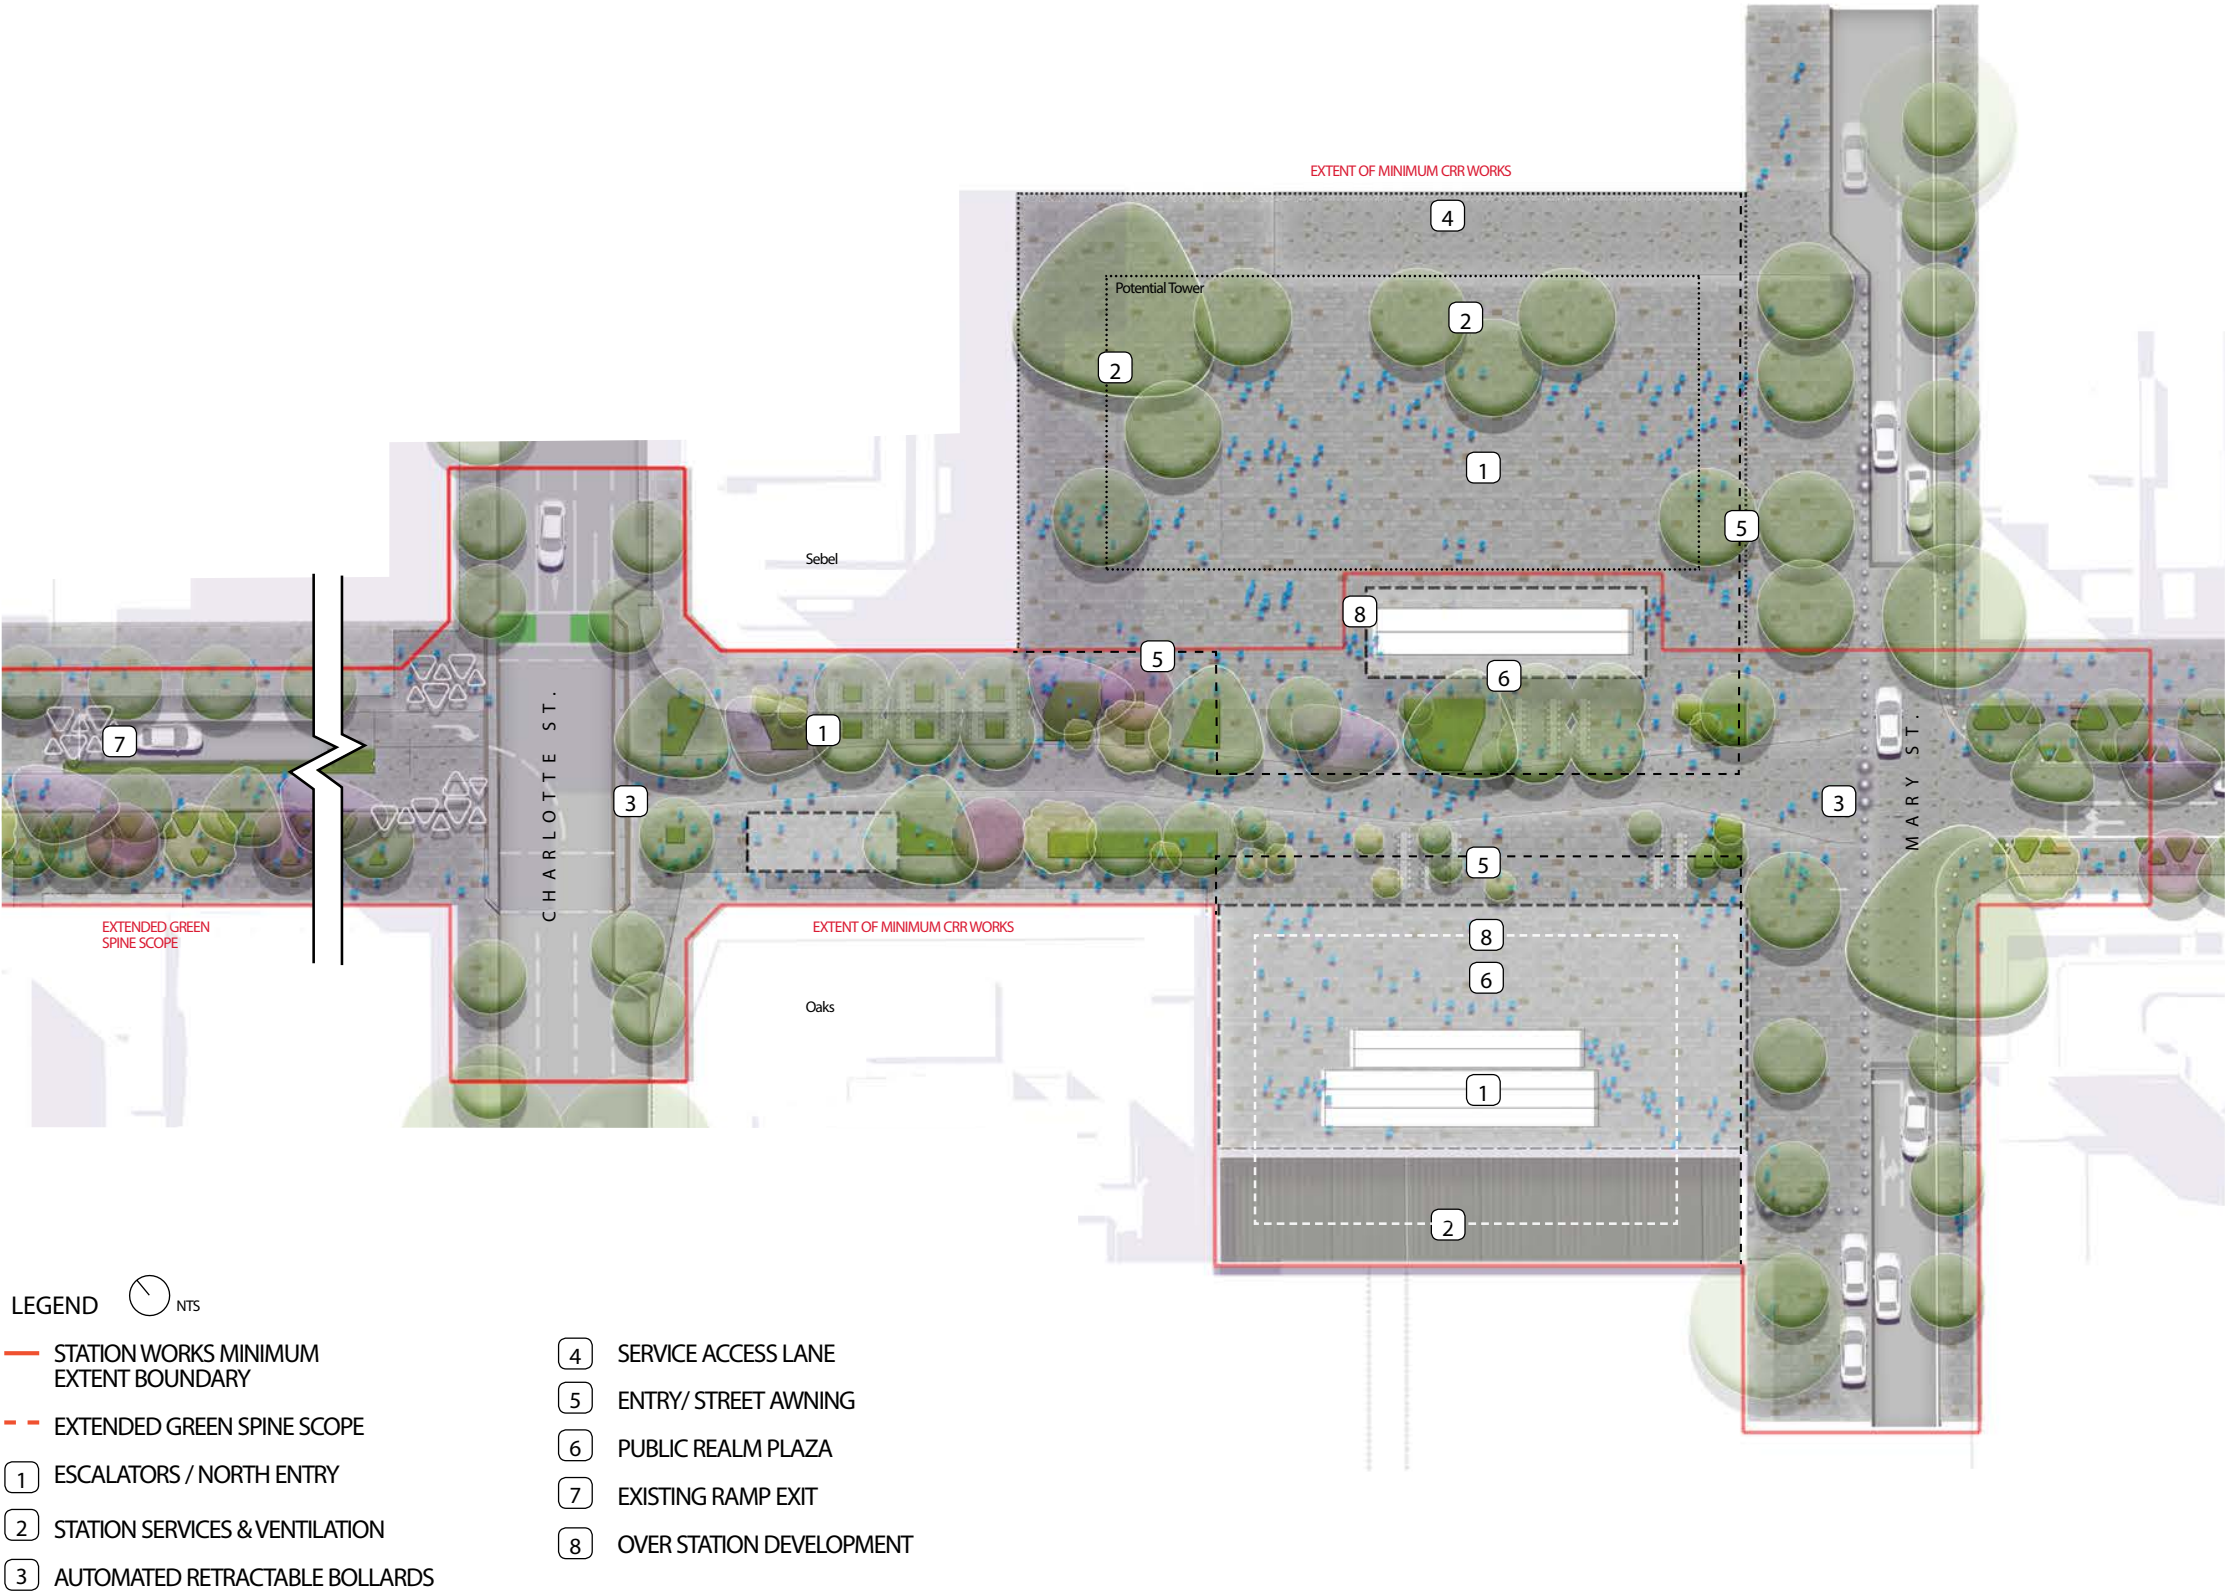 EXTENT OF MINIMUM CRR WORKS
4
Potential Tower
2
2
1
5
Sebel
8
5
6
1
7
3
3
CHARLOTTE ST.
MARY ST.
5
EXTENDED GREEN
SPINE SCOPE
EXTENT OF MINIMUM CRR WORKS
8
6
Oaks
1
2
LEGEND
NTS
STATION WORKS MINIMUM
EXTENT BOUNDARY
EXTENDED GREEN SPINE SCOPE
1 ESCALATORS / NORTH ENTRY
2 STATION SERVICES & VENTILATION
3 AUTOMATED RETRACTABLE BOLLARDS
4 SERVICE ACCESS LANE
5 ENTRY/ STREET AWNING
6 PUBLIC REALM PLAZA
7 EXISTING RAMP EXIT
8 OVER STATION DEVELOPMENT